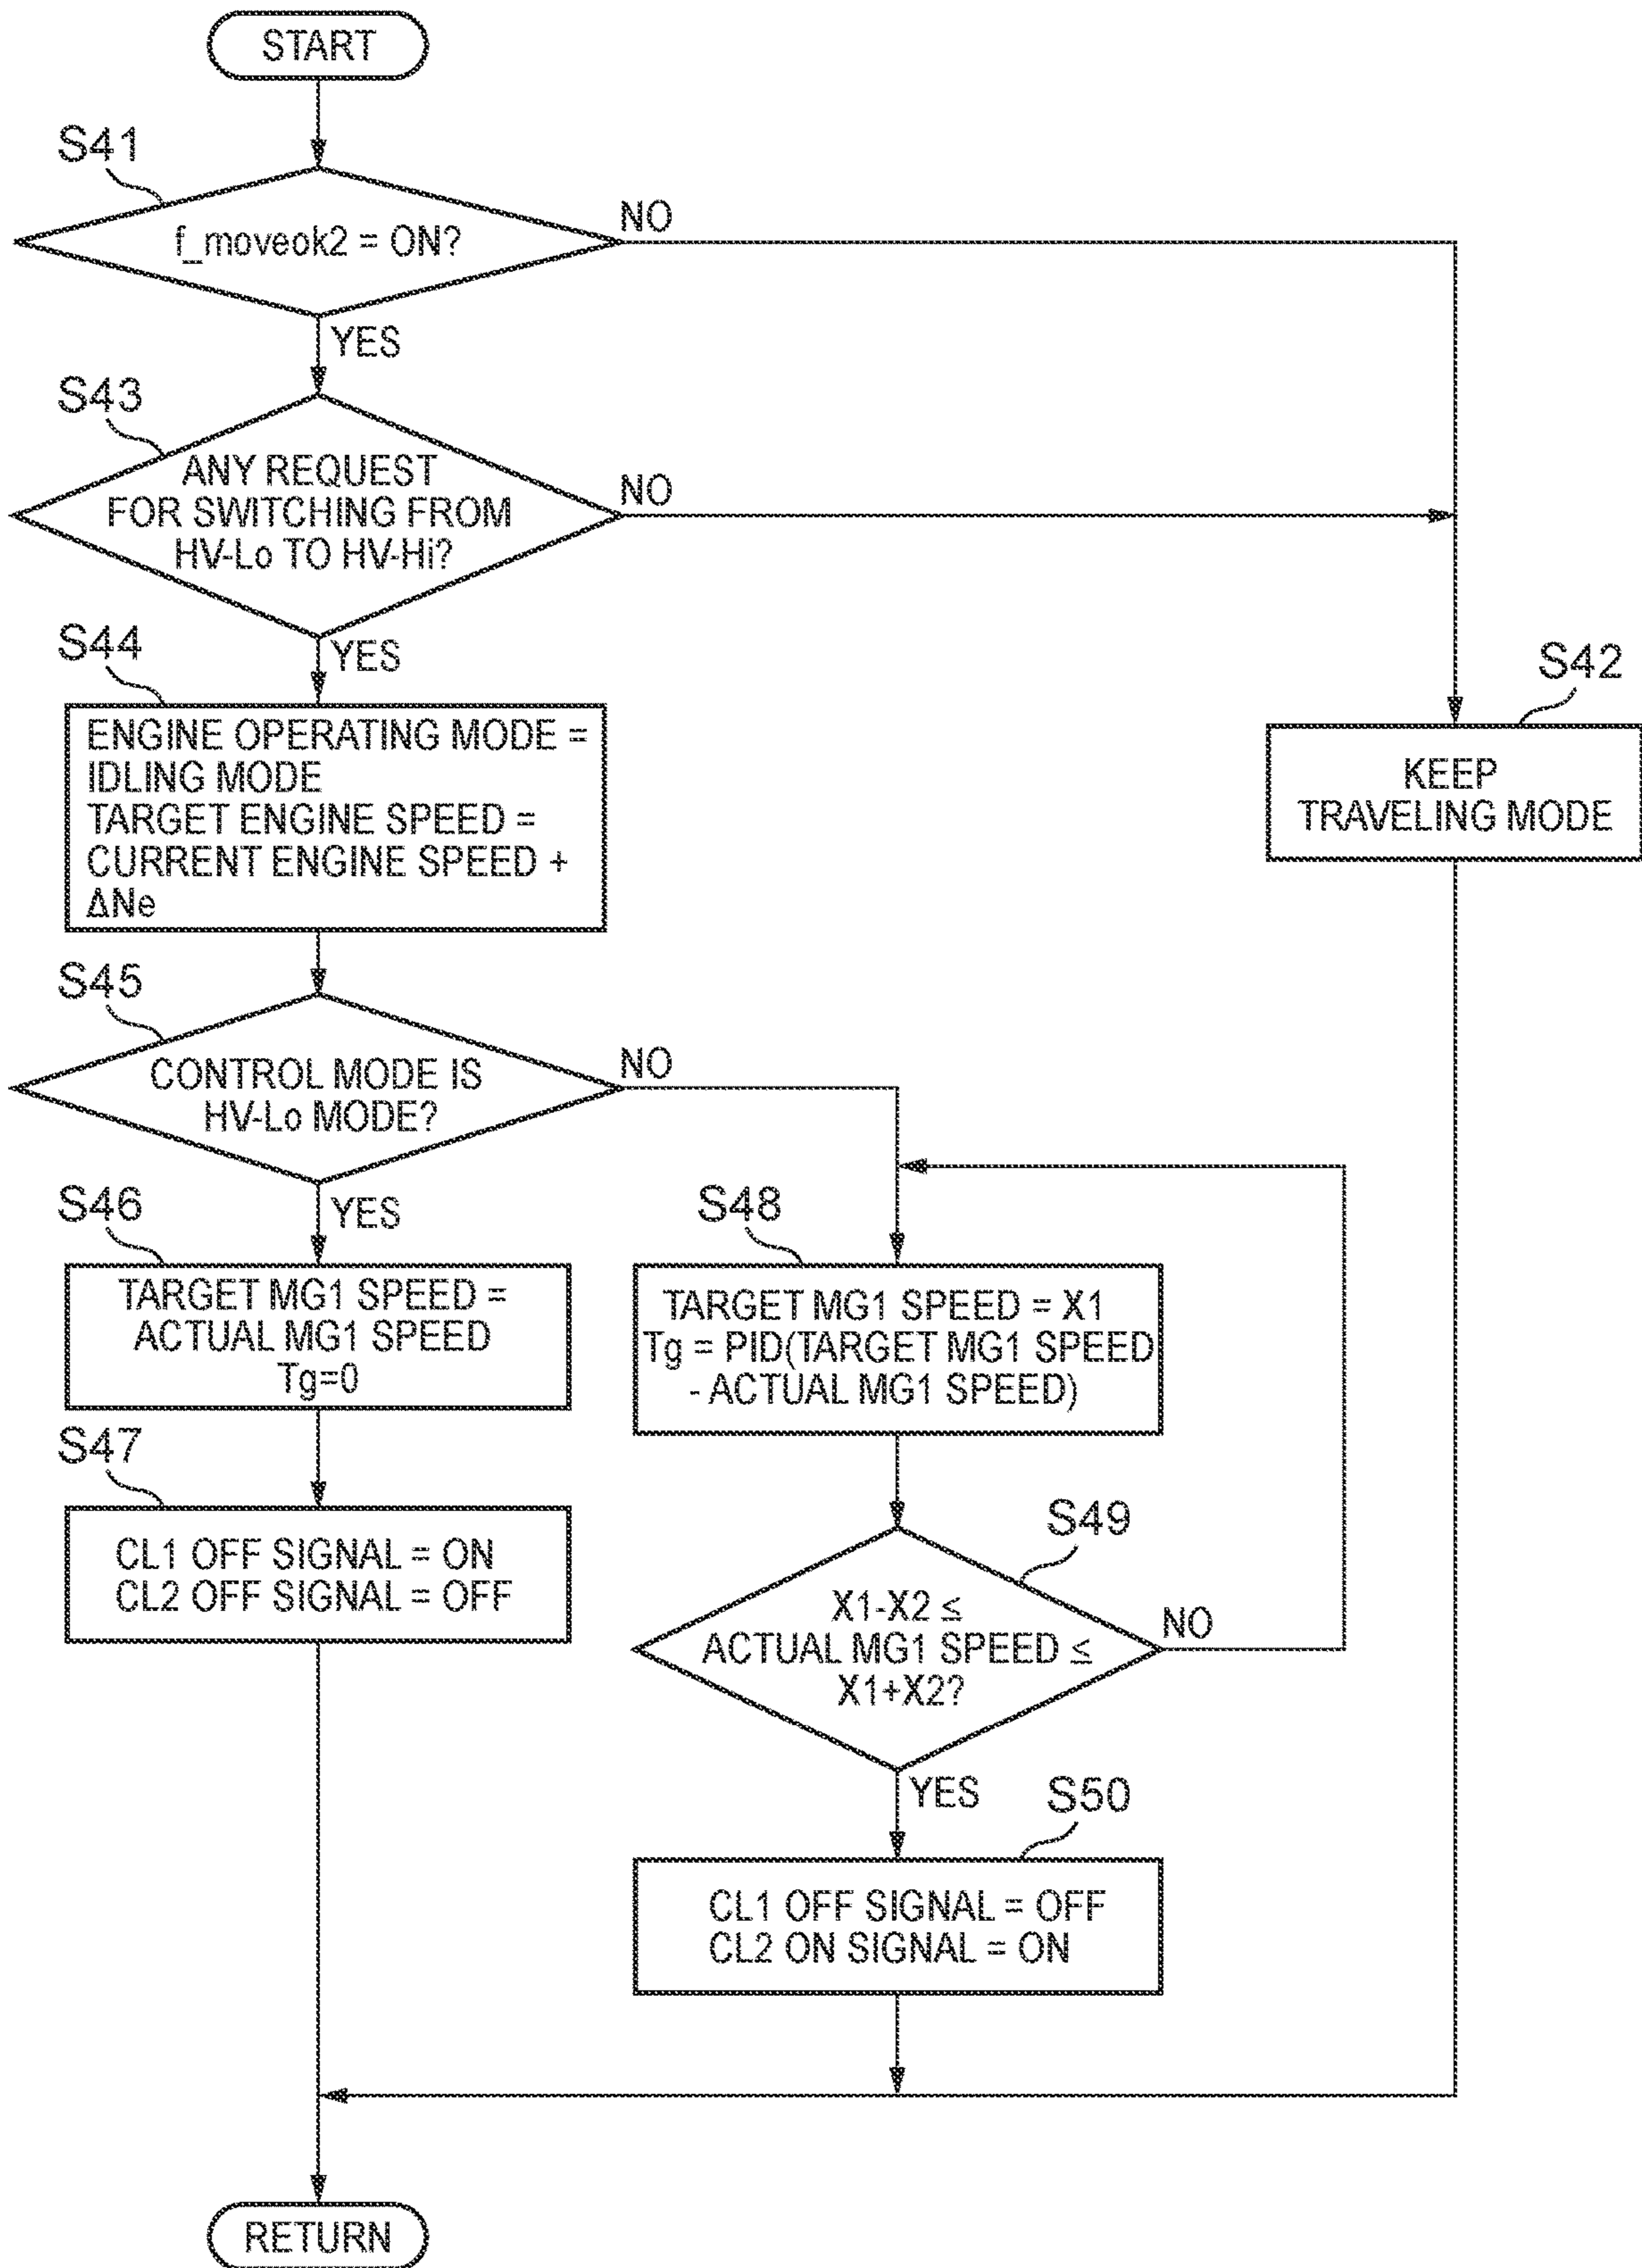 START
S41
f_moveok2 = ON?
NO
YES
S43
ANY REQUEST
FOR SWITCHING FROM
HV-Lo TO HV-Hi?
NO
YES
S42
KEEP
TRAVELING MODE
S44
ENGINE OPERATING MODE =
IDLING MODE
TARGET ENGINE SPEED =
CURRENT ENGINE SPEED +
ΔNe
S45
CONTROL MODE IS
HV-Lo MODE?
NO
YES
S46
TARGET MG1 SPEED =
ACTUAL MG1 SPEED
Tg=0
S47
CL1 OFF SIGNAL = ON
CL2 OFF SIGNAL = OFF
S48
TARGET MG1 SPEED = X1
Tg = PID(TARGET MG1 SPEED
- ACTUAL MG1 SPEED)
S49
X1-X2 ≤
ACTUAL MG1 SPEED ≤
X1+X2?
NO
YES
S50
CL1 OFF SIGNAL = OFF
CL2 ON SIGNAL = ON
RETURN